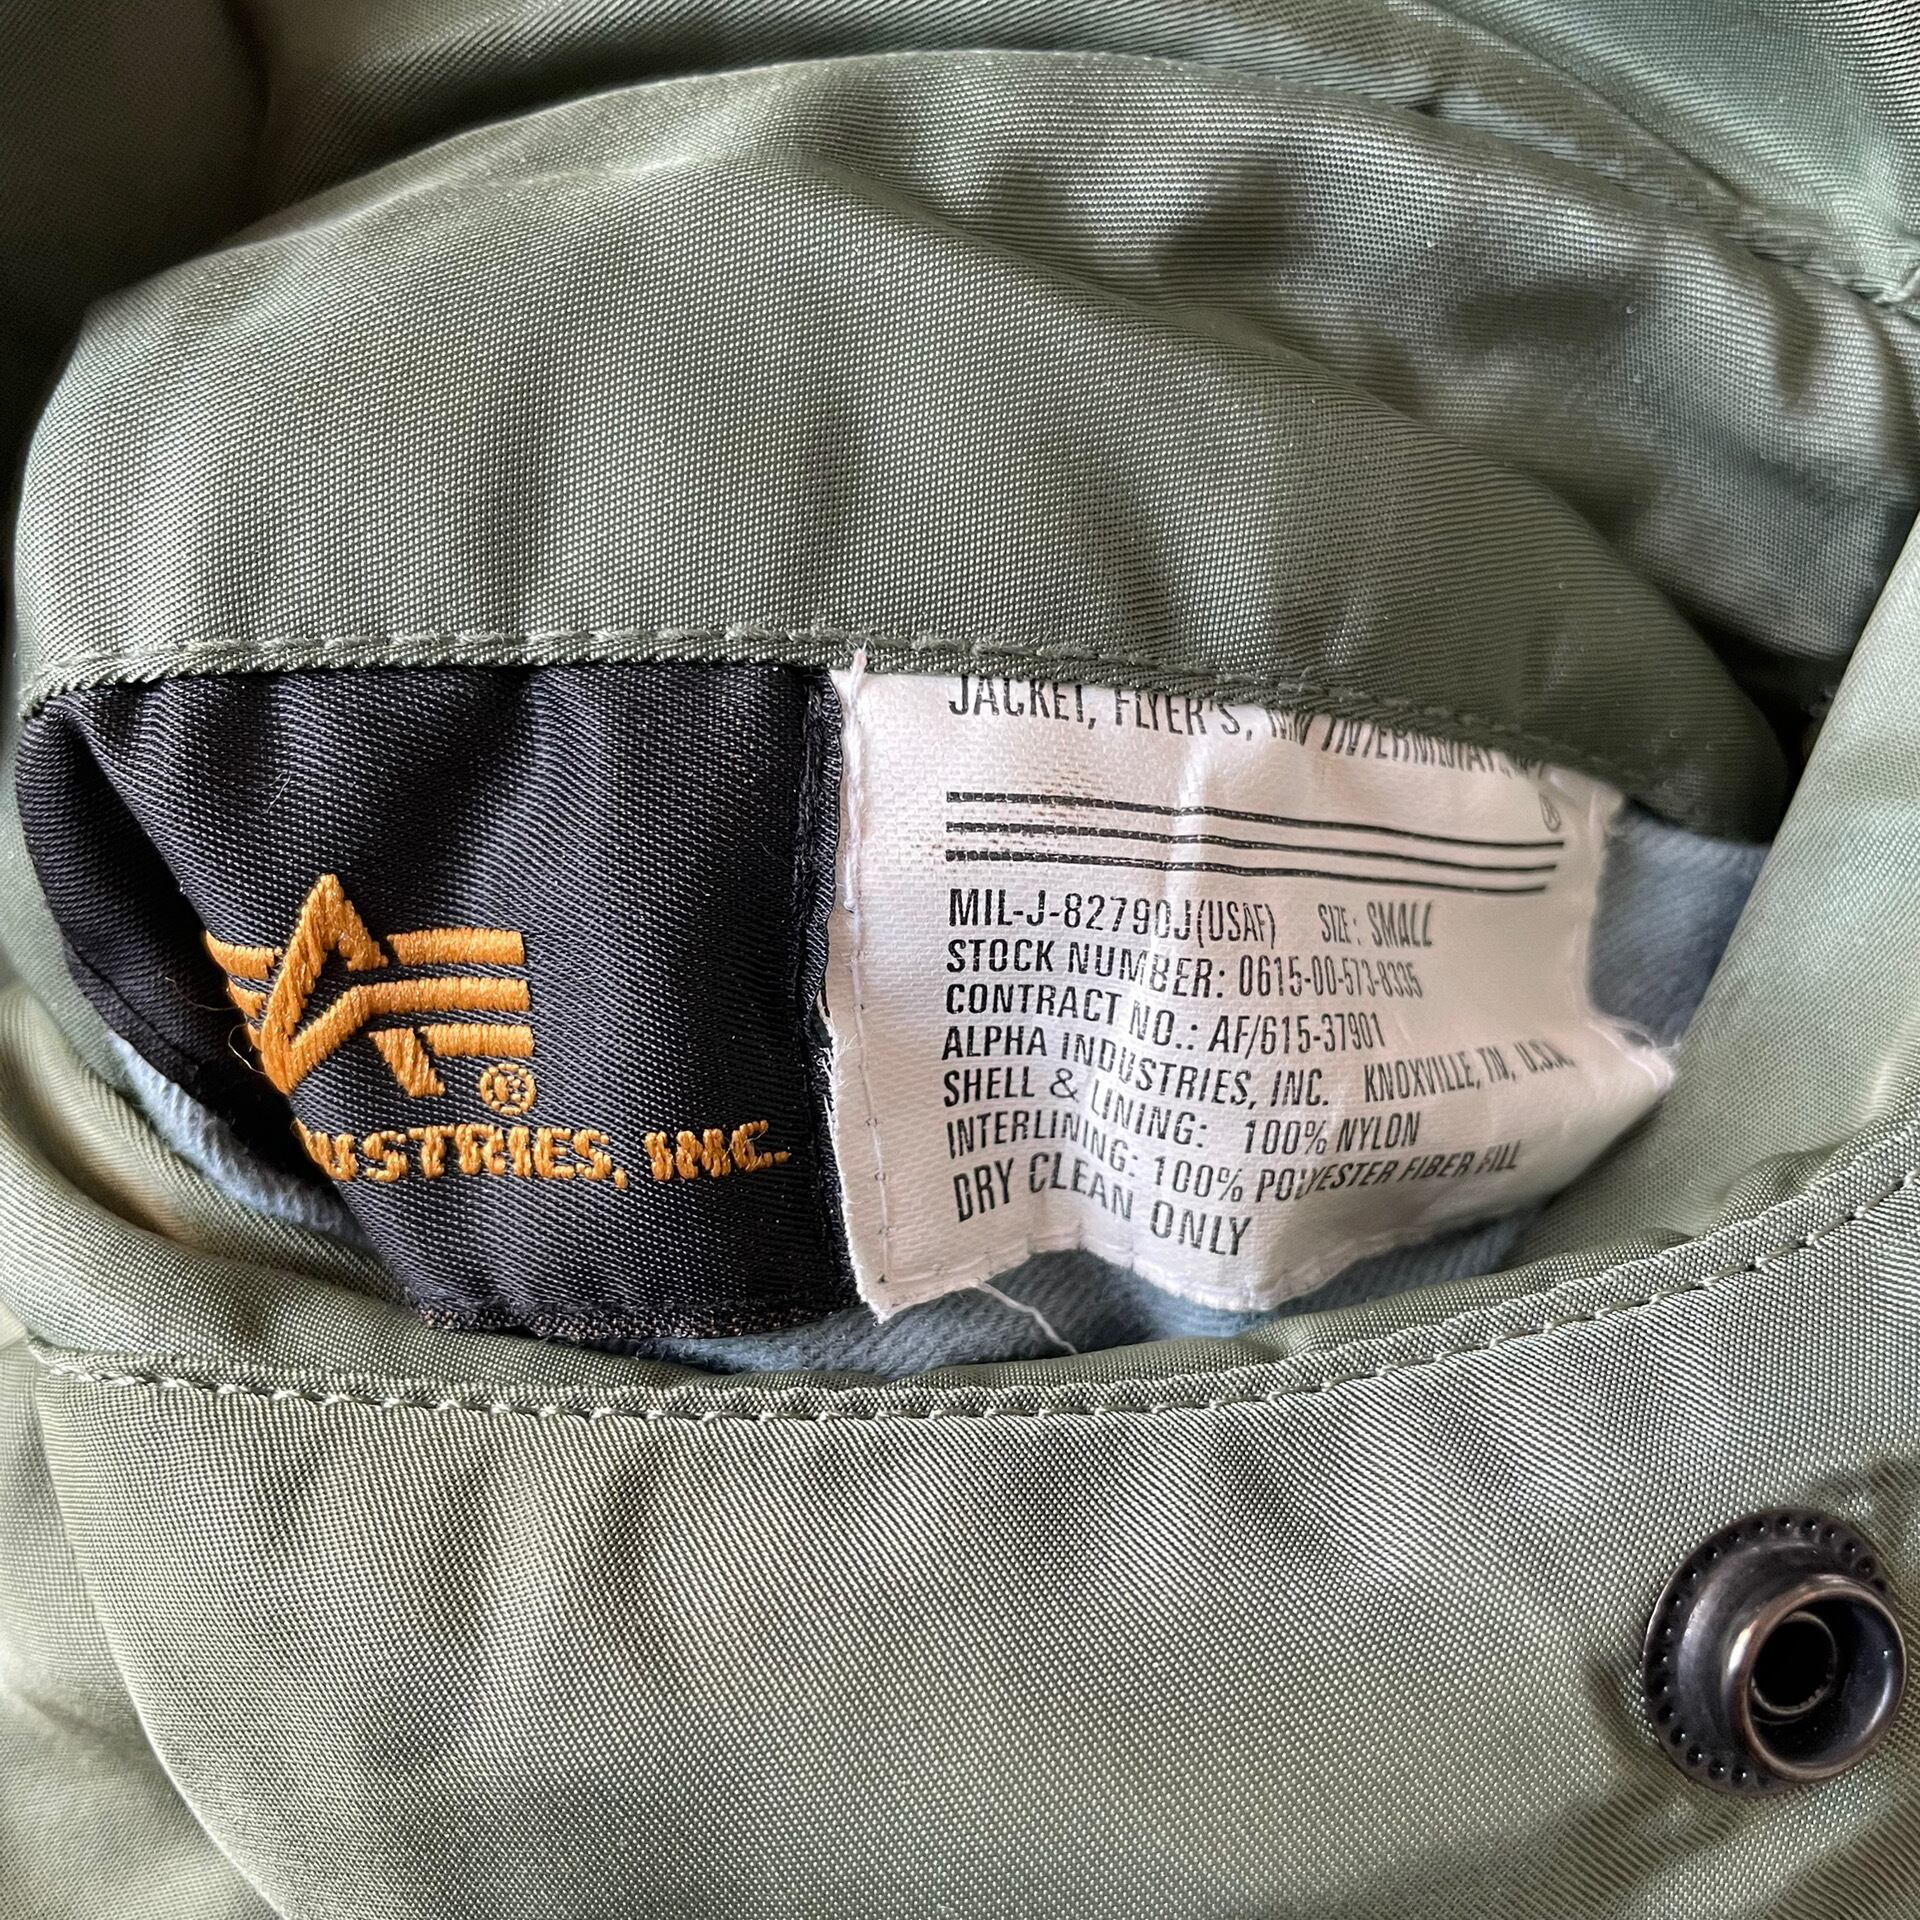 USTRIES, INC.
JACKET, FLYER'S,
MIL-J-82790J(USAF) SIZE: SMALL
STOCK NUMBER: 0615-00-573-8335
CONTRACT NO.: AF/615-37901
ALPHA INDUSTRIES, INC. KNOXVILLE, TN, U.S.A.
SHELL & LINING: 100% NYLON
INTERLINING: 100% POLYESTER FIBER FILL
DRY CLEAN ONLY